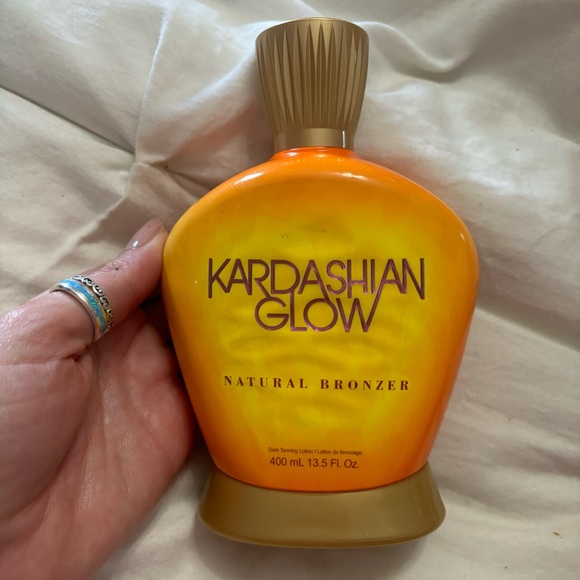 KARDASHIAN
GLOW
NATURAL BRONZER
Dark Tanning Lotion / Lotion de Bronzage
400 mL 13.5 Fl. Oz.